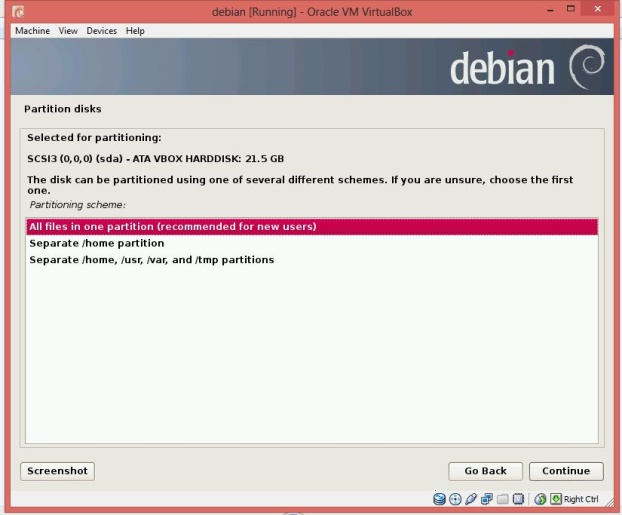 debian [Running] - Oracle VM VirtualBox
Machine View Devices Help
debian
Partition disks
Selected for partitioning:
SCSI3 (0,0,0) (sda) - ATA VBOX HARDDISK: 21.5 GB
The disk can be partitioned using one of several different schemes. If you are unsure, choose the first
one.
Partitioning scheme:
All files in one partition (recommended for new users)
Separate /home partition
Separate /home, /usr, /var, and /tmp partitions
Screenshot
Go Back
Continue
Right Ctrl